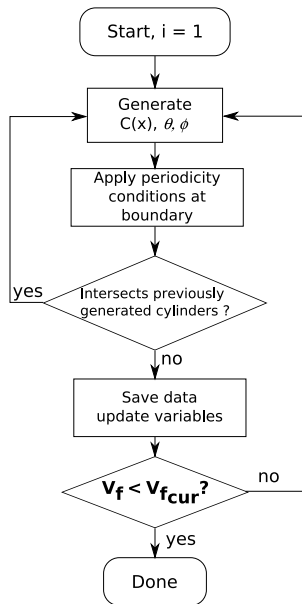 Start, i = 1
Generate
C(x), θ, ϕ
Apply periodicity
conditions at
boundary
yes
Intersects previously
generated cylinders ?
no
Save data
update variables
V_f < V_fcur?
no
yes
Done